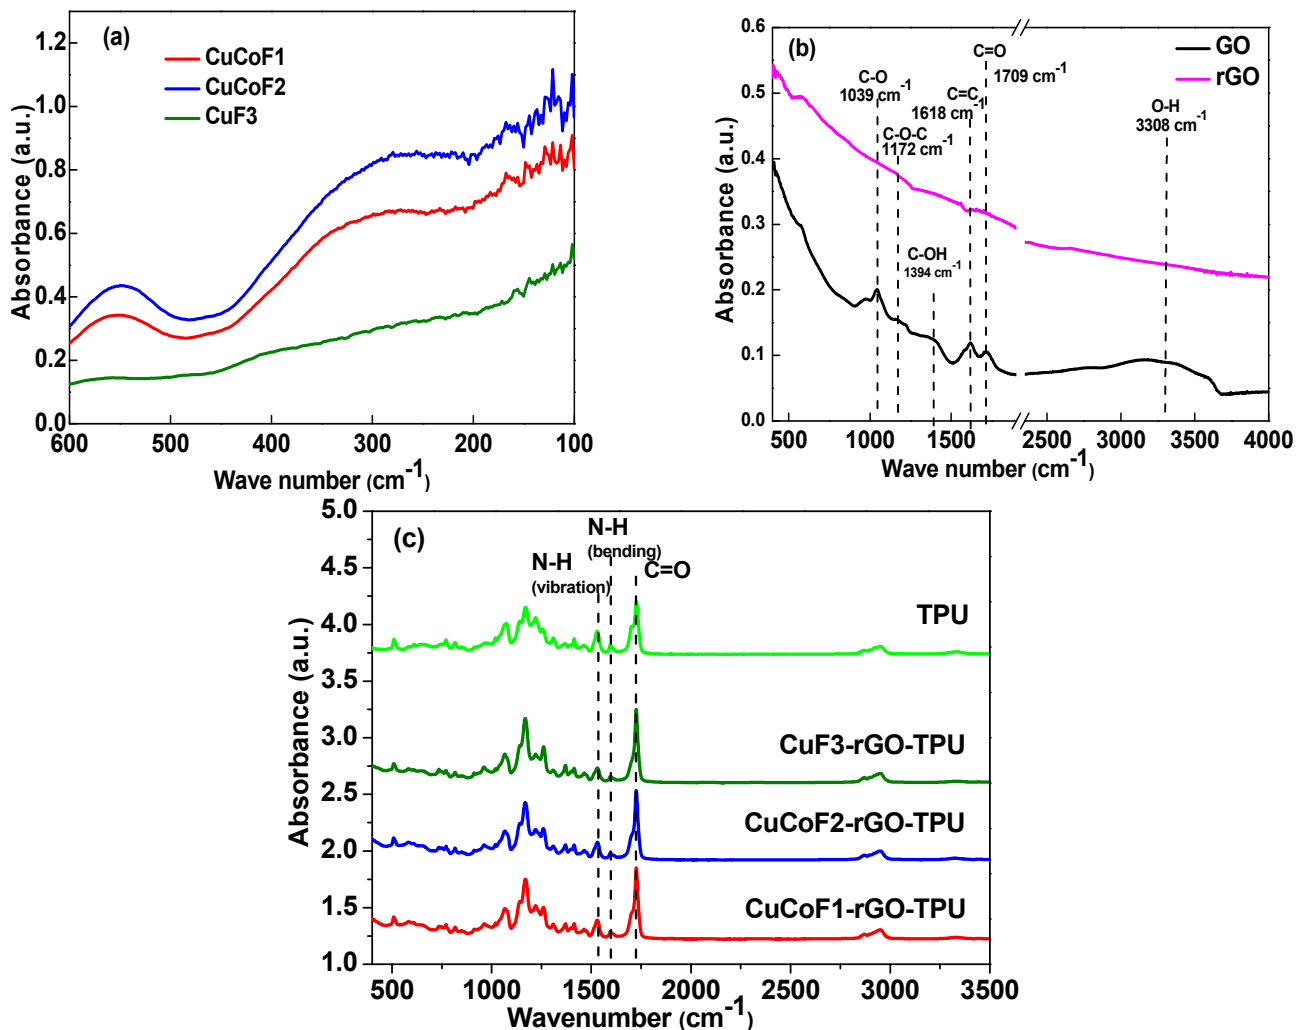 (a)
CuCoF1
CuCoF2
CuF3
1.2
1.0
0.8
0.6
0.4
0.2
0.0
600
500
400
300
200
100
Absorbance (a.u.)
Wave number (cm-1)
(b)
GO
rGO
C=O
1709 cm-1
C-O
1039 cm-1
C=C
1618 cm-1
C-O-C
1172 cm-1
O-H
3308 cm-1
C-OH
1394 cm-1
0.6
0.5
0.4
0.3
0.2
0.1
0.0
500
1000
1500
2500
3000
3500
4000
Absorbance (a.u.)
Wave number (cm-1)
(c)
N-H
(bending)
N-H
(vibration)
C=O
TPU
CuF3-rGO-TPU
CuCoF2-rGO-TPU
CuCoF1-rGO-TPU
5.0
4.5
4.0
3.5
3.0
2.5
2.0
1.5
1.0
500
1000
1500
2000
2500
3000
3500
Absorbance (a.u.)
Wavenumber (cm-1)